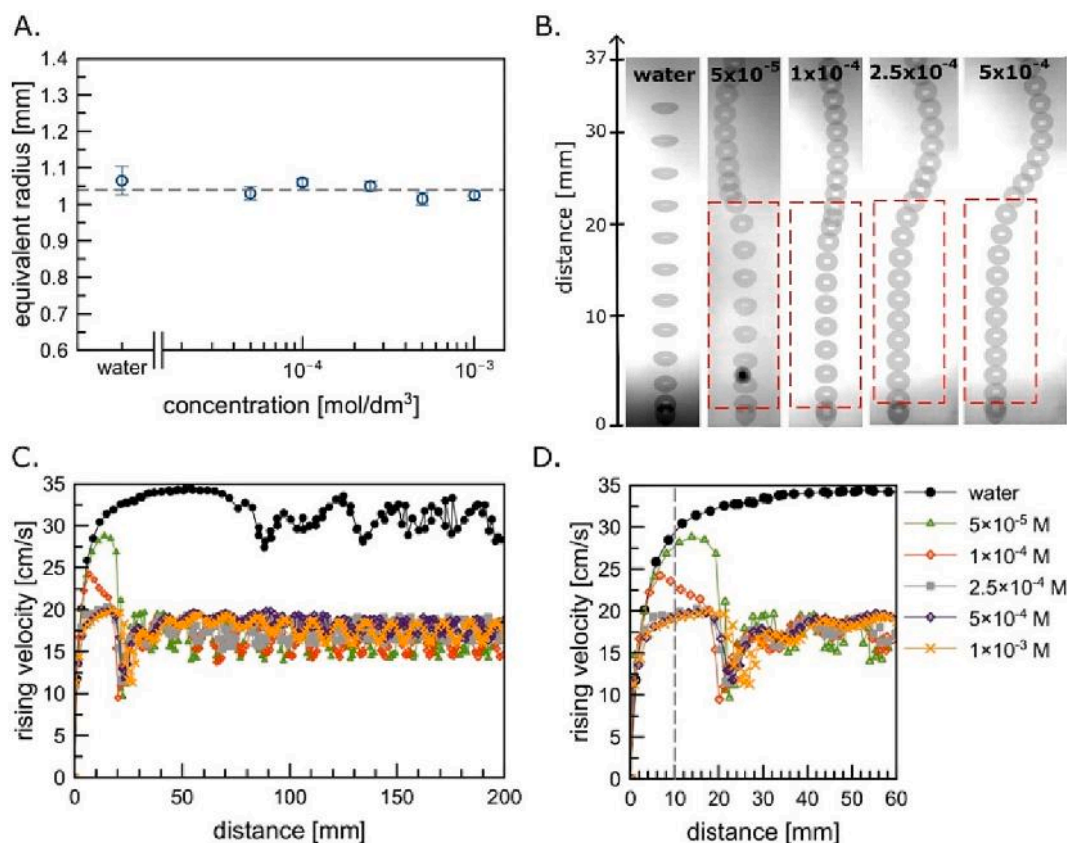 A.
1.4
1.3
1.2
1.1
1
0.9
0.8
0.7
0.6
equivalent radius [mm]
water
10⁻⁴
10⁻³
concentration [mol/dm³]
B.
37
30
20
10
0
distance [mm]
water
5x10⁻⁵
1x10⁻⁴
2.5x10⁻⁴
5x10⁻⁴
C.
35
30
25
20
15
10
5
0
rising velocity [cm/s]
0
50
100
150
200
distance [mm]
D.
35
30
25
20
15
10
5
0
rising velocity [cm/s]
0
10
20
30
40
50
60
distance [mm]
water
5×10⁻⁵ M
1×10⁻⁴ M
2.5×10⁻⁴ M
5×10⁻⁴ M
1×10⁻³ M